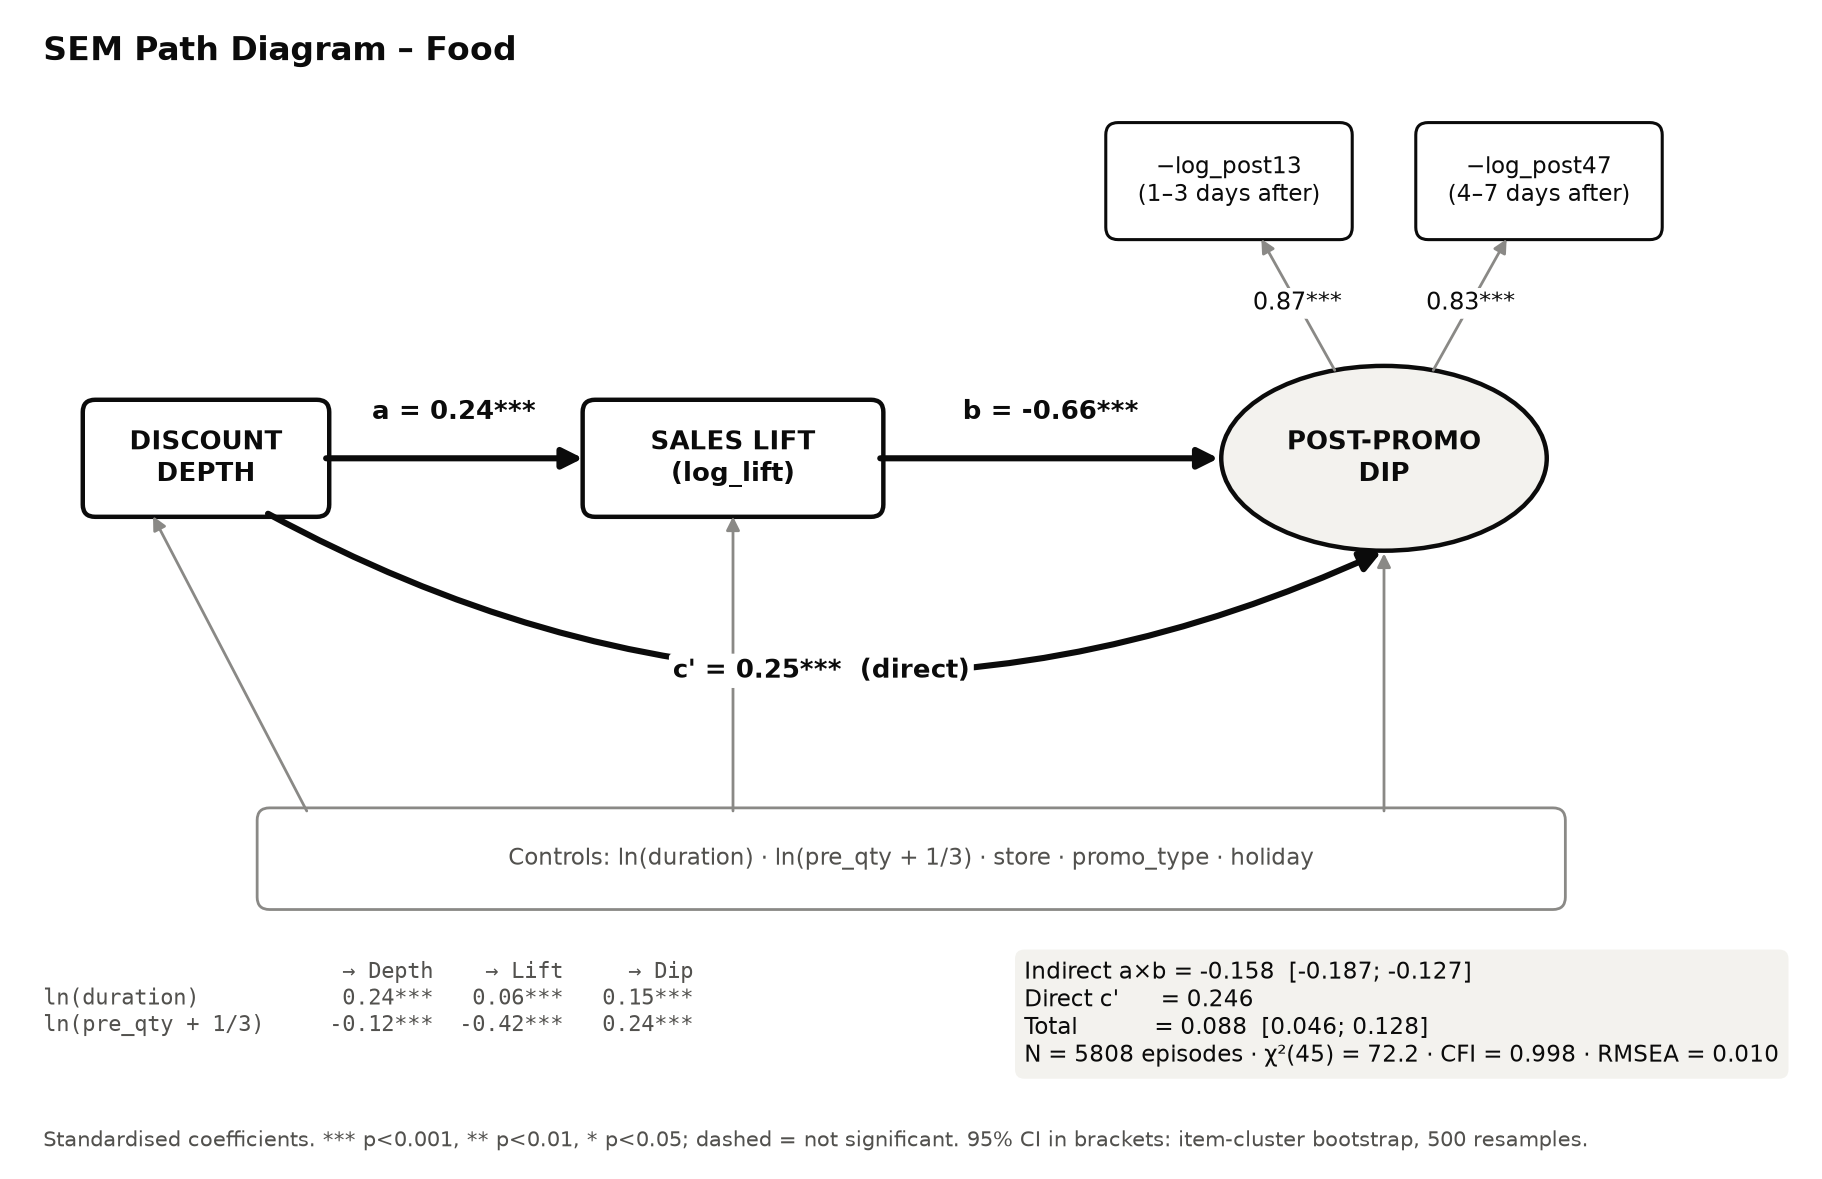 SEM Path Diagram – Food
−log_post13
(1–3 days after)
−log_post47
(4–7 days after)
0.87***
0.83***
DISCOUNT
DEPTH
a = 0.24***
SALES LIFT
(log_lift)
b = -0.66***
POST-PROMO
DIP
c' = 0.25***  (direct)
Controls: ln(duration) · ln(pre_qty + 1/3) · store · promo_type · holiday
→ Depth    → Lift     → Dip
ln(duration)           0.24***   0.06***   0.15***
ln(pre_qty + 1/3)     -0.12***  -0.42***   0.24***
Indirect a×b = -0.158  [-0.187; -0.127]
Direct c'      = 0.246
Total           = 0.088  [0.046; 0.128]
N = 5808 episodes · χ²(45) = 72.2 · CFI = 0.998 · RMSEA = 0.010
Standardised coefficients. *** p<0.001, ** p<0.01, * p<0.05; dashed = not significant. 95% CI in brackets: item-cluster bootstrap, 500 resamples.